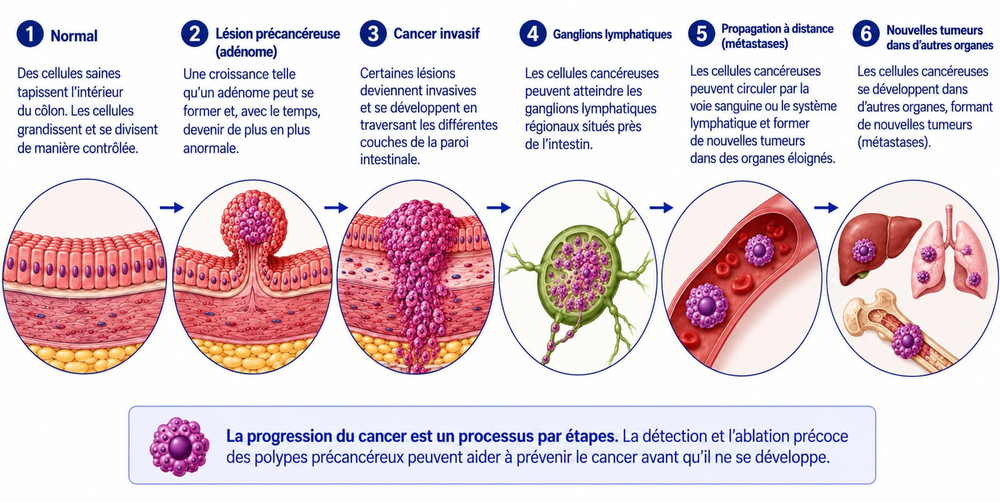 1 Normal
Des cellules saines
tapissent l'intérieur
du côlon. Les cellules
grandissent et se divisent
de manière contrôlée.
2 Lésion précancéreuse
(adénome)
Une croissance telle
qu'un adénome peut se
former et, avec le temps,
devenir de plus en plus
anormale.
3 Cancer invasif
Certaines lésions
deviennent invasives
et se développent en
traversant les différentes
couches de la paroi
intestinale.
4 Ganglions lymphatiques
Les cellules cancéreuses
peuvent atteindre les
ganglions lymphatiques
régionaux situés près
de l'intestin.
5 Propagation à distance
(métastases)
Les cellules cancéreuses
peuvent circuler par la
voie sanguine ou le système
lymphatique et former
de nouvelles tumeurs
dans des organes éloignés.
6 Nouvelles tumeurs
dans d'autres organes
Les cellules cancéreuses
se développent dans
d'autres organes, formant
de nouvelles tumeurs
(métastases).
La progression du cancer est un processus par étapes. La détection et l'ablation précoce
des polypes précancéreux peuvent aider à prévenir le cancer avant qu'il ne se développe.